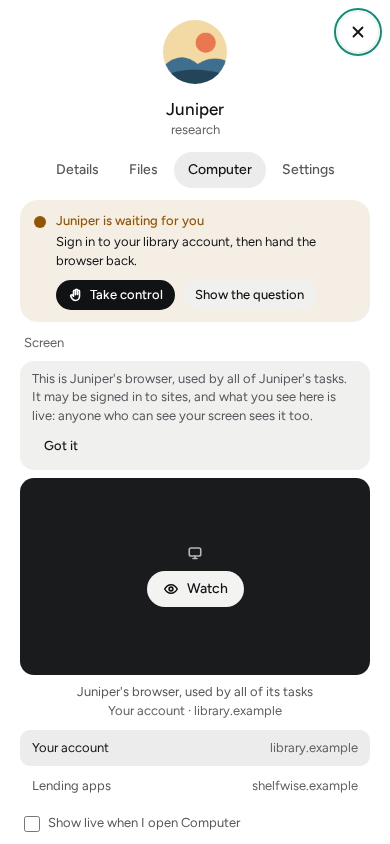 Juniper
research
Details Files Computer Settings
Juniper is waiting for you
Sign in to your library account, then hand the
browser back.
Take control Show the question
Screen
This is Juniper's browser, used by all of Juniper's tasks.
It may be signed in to sites, and what you see here is
live: anyone who can see your screen sees it too.
Got it
Watch
Juniper's browser, used by all of its tasks
Your account · library.example
Your account library.example
Lending apps shelfwise.example
Show live when I open Computer